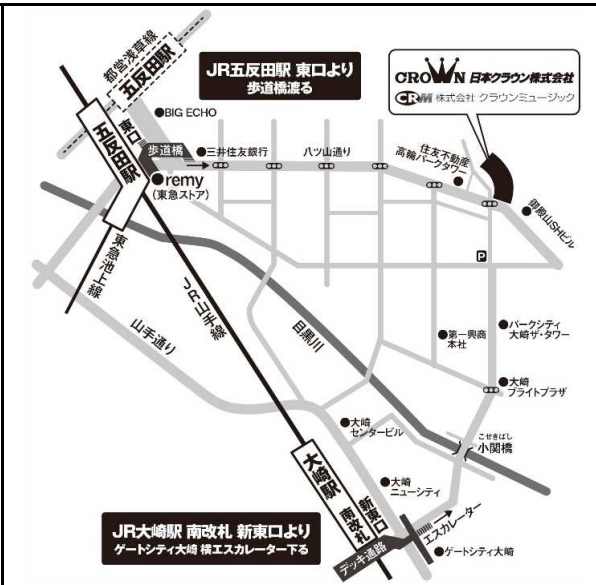 都営浅草線
五反田駅
JR五反田駅 東口より
歩道橋渡る
CROWN 日本クラウン株式会社
CRM 株式会社 クラウンミュージック
BIG ECHO
五反田駅
東口
歩道橋
三井住友銀行
八ツ山通り
住友不動産
高輪パークタワー
remy
(東急ストア)
御殿山SHビル
P
東急池上線
JR山手線
山手通り
目黒川
第一興商
本社
パークシティ
大崎ザ・タワー
大崎
ブライトプラザ
大崎
センタービル
こせきばし
小関橋
大崎駅
南改札
新東口
大崎
ニューシティ
エスカレーター
デッキ通路
ゲートシティ大崎
JR大崎駅 南改札 新東口より
ゲートシティ大崎 横エスカレーター下る